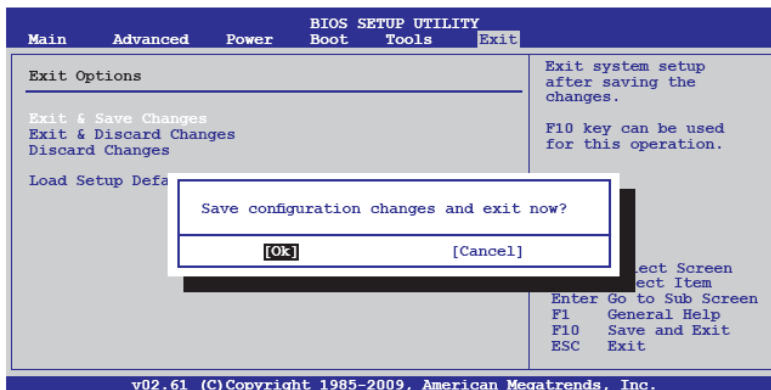 BIOS SETUP UTILITY
Main Advanced Power Boot Tools Exit
Exit Options
Exit & Save Changes
Exit & Discard Changes
Discard Changes
Load Setup Defa
Exit system setup
after saving the
changes.
F10 key can be used
for this operation.
Save configuration changes and exit now?
[Ok] [Cancel]
ect Screen
ect Item
Enter Go to Sub Screen
F1 General Help
F10 Save and Exit
ESC Exit
v02.61 (C)Copyright 1985-2009, American Megatrends, Inc.